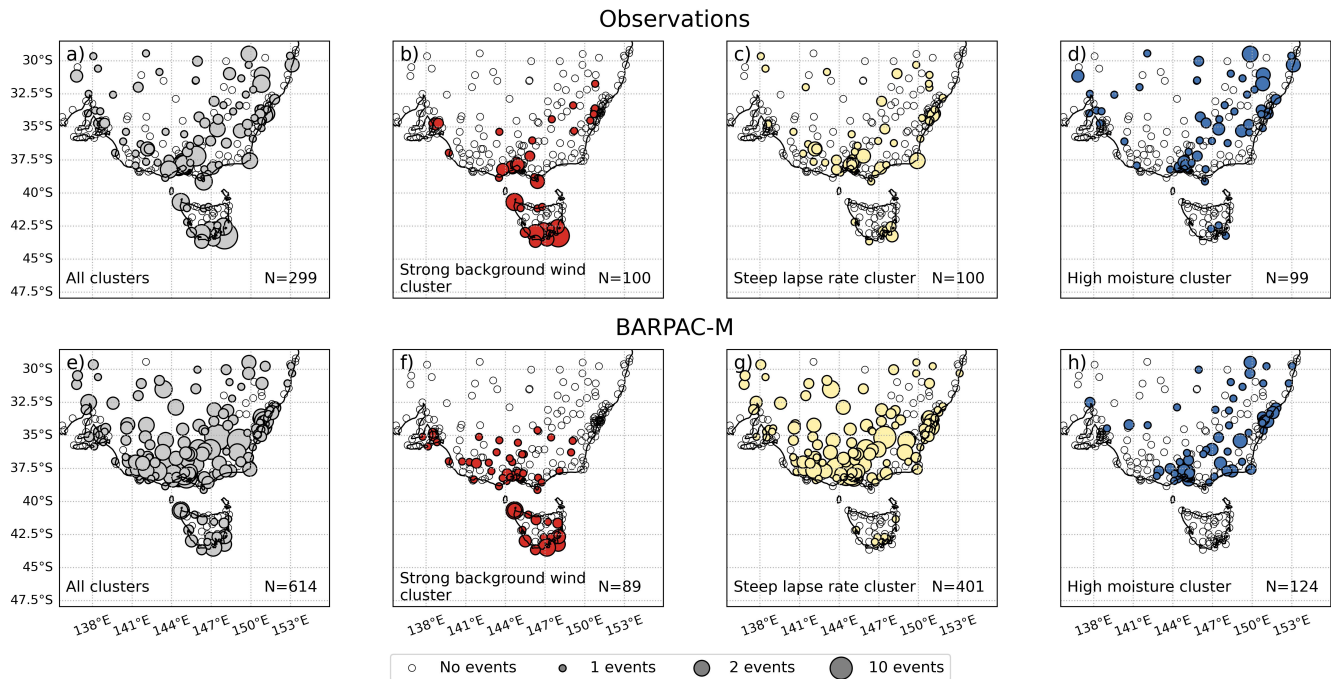 Observations
a)
b)
c)
d)
30°S
32.5°S
35°S
37.5°S
40°S
42.5°S
45°S
47.5°S
All clusters N=299
Strong background wind
cluster N=100
Steep lapse rate cluster N=100
High moisture cluster N=99
BARPAC-M
e)
f)
g)
h)
30°S
32.5°S
35°S
37.5°S
40°S
42.5°S
45°S
47.5°S
All clusters N=614
Strong background wind
cluster N=89
Steep lapse rate cluster N=401
High moisture cluster N=124
138°E 141°E 144°E 147°E 150°E 153°E
138°E 141°E 144°E 147°E 150°E 153°E
138°E 141°E 144°E 147°E 150°E 153°E
138°E 141°E 144°E 147°E 150°E 153°E
No events 1 events 2 events 10 events